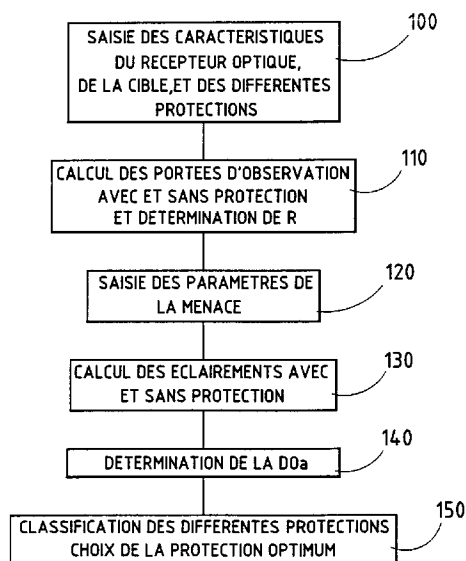 SAISIE DES CARACTERISTIQUES
DU RECEPTEUR OPTIQUE,
DE LA CIBLE,ET DES DIFFERENTES
PROTECTIONS
100
CALCUL DES PORTEES D'OBSERVATION
AVEC ET SANS PROTECTION
ET DETERMINATION DE R
110
SAISIE DES PARAMETRES DE
LA MENACE
120
CALCUL DES ECLAIREMENTS AVEC
ET SANS PROTECTION
130
DETERMINATION DE LA DOa
140
CLASSIFICATION DES DIFFERENTES PROTECTIONS
CHOIX DE LA PROTECTION OPTIMUM
150